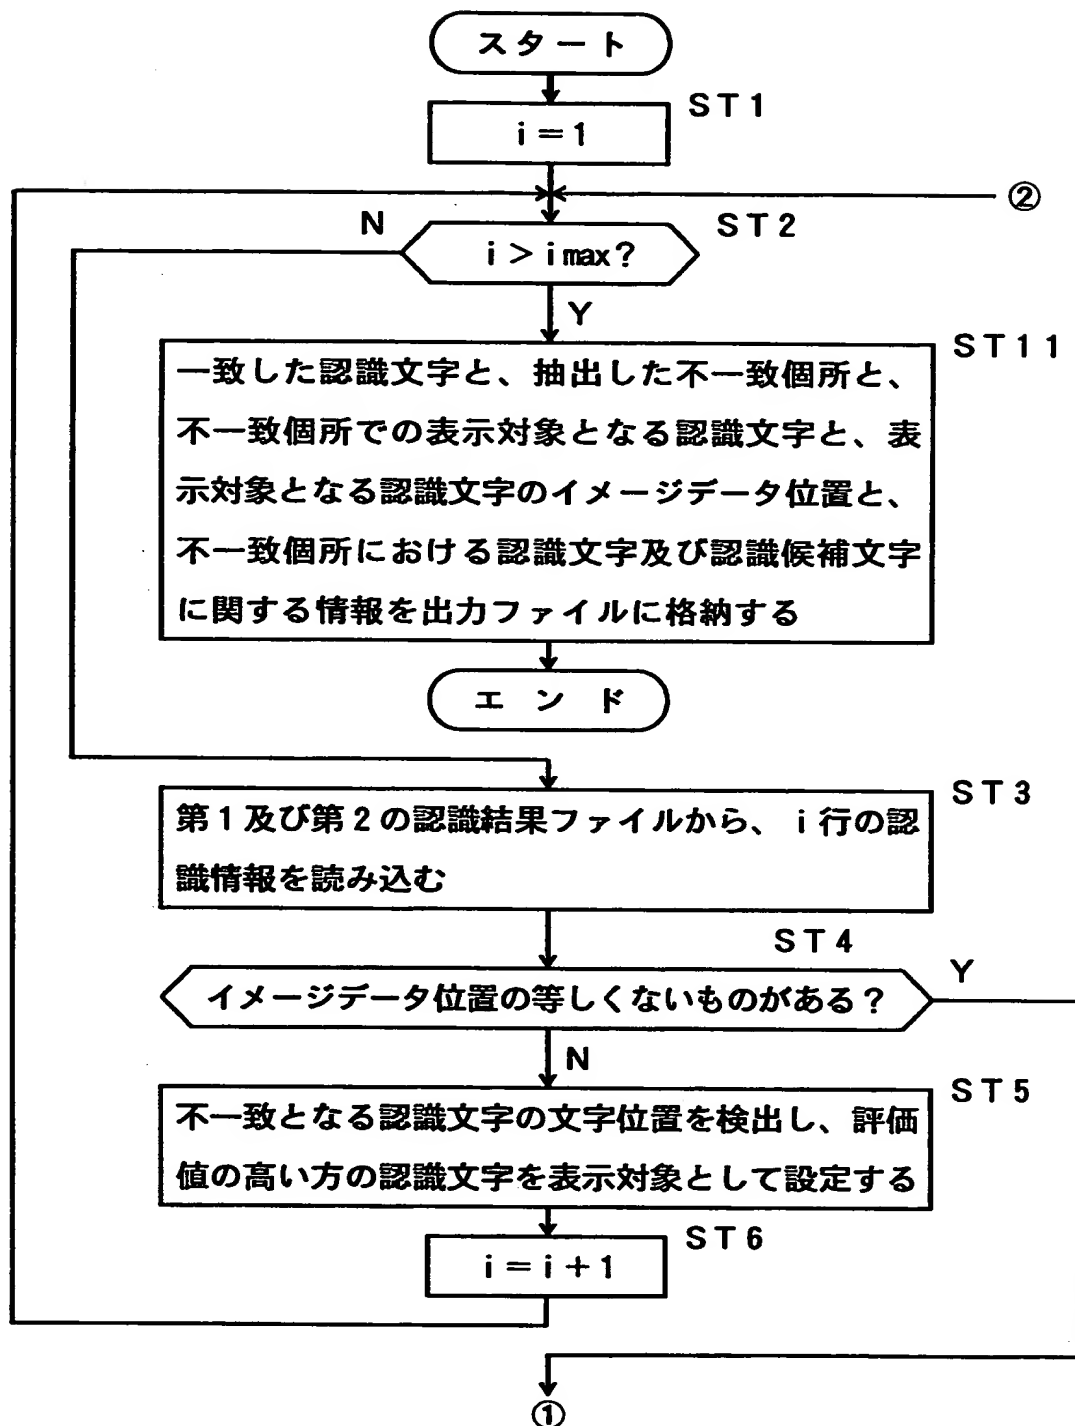 スタート
ST1
i=1
②
N
ST2
i>imax?
Y
ST11
一致した認識文字と、抽出した不一致個所と、
不一致個所での表示対象となる認識文字と、表
示対象となる認識文字のイメージデータ位置と、
不一致個所における認識文字及び認識候補文字
に関する情報を出力ファイルに格納する
エンド
ST3
第1及び第2の認識結果ファイルから、i行の認
識情報を読み込む
ST4
イメージデータ位置の等しくないものがある?
Y
N
ST5
不一致となる認識文字の文字位置を検出し、評価
値の高い方の認識文字を表示対象として設定する
ST6
i=i+1
①